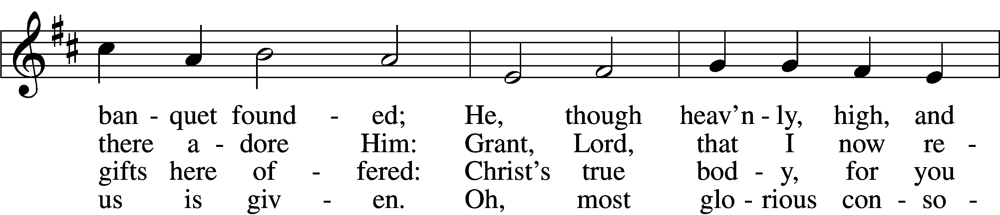 ban - quet found - ed; He, though heav’n - ly, high, and
there a - dore Him: Grant, Lord, that I now re -
gifts here of - fered: Christ’s true bod - y, for you
us is giv - en. Oh, most glo - rious con - so -